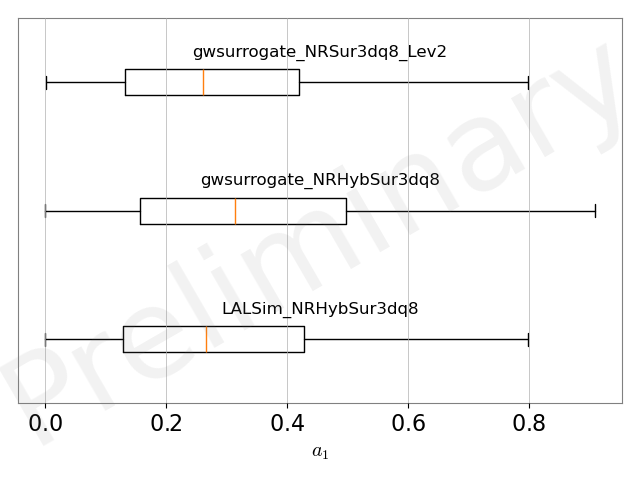 gwsurrogate_NRSur3dq8_Lev2
gwsurrogate_NRHybSur3dq8
LALSim_NRHybSur3dq8
Preliminary
0.0 0.2 0.4 0.6 0.8
a₁